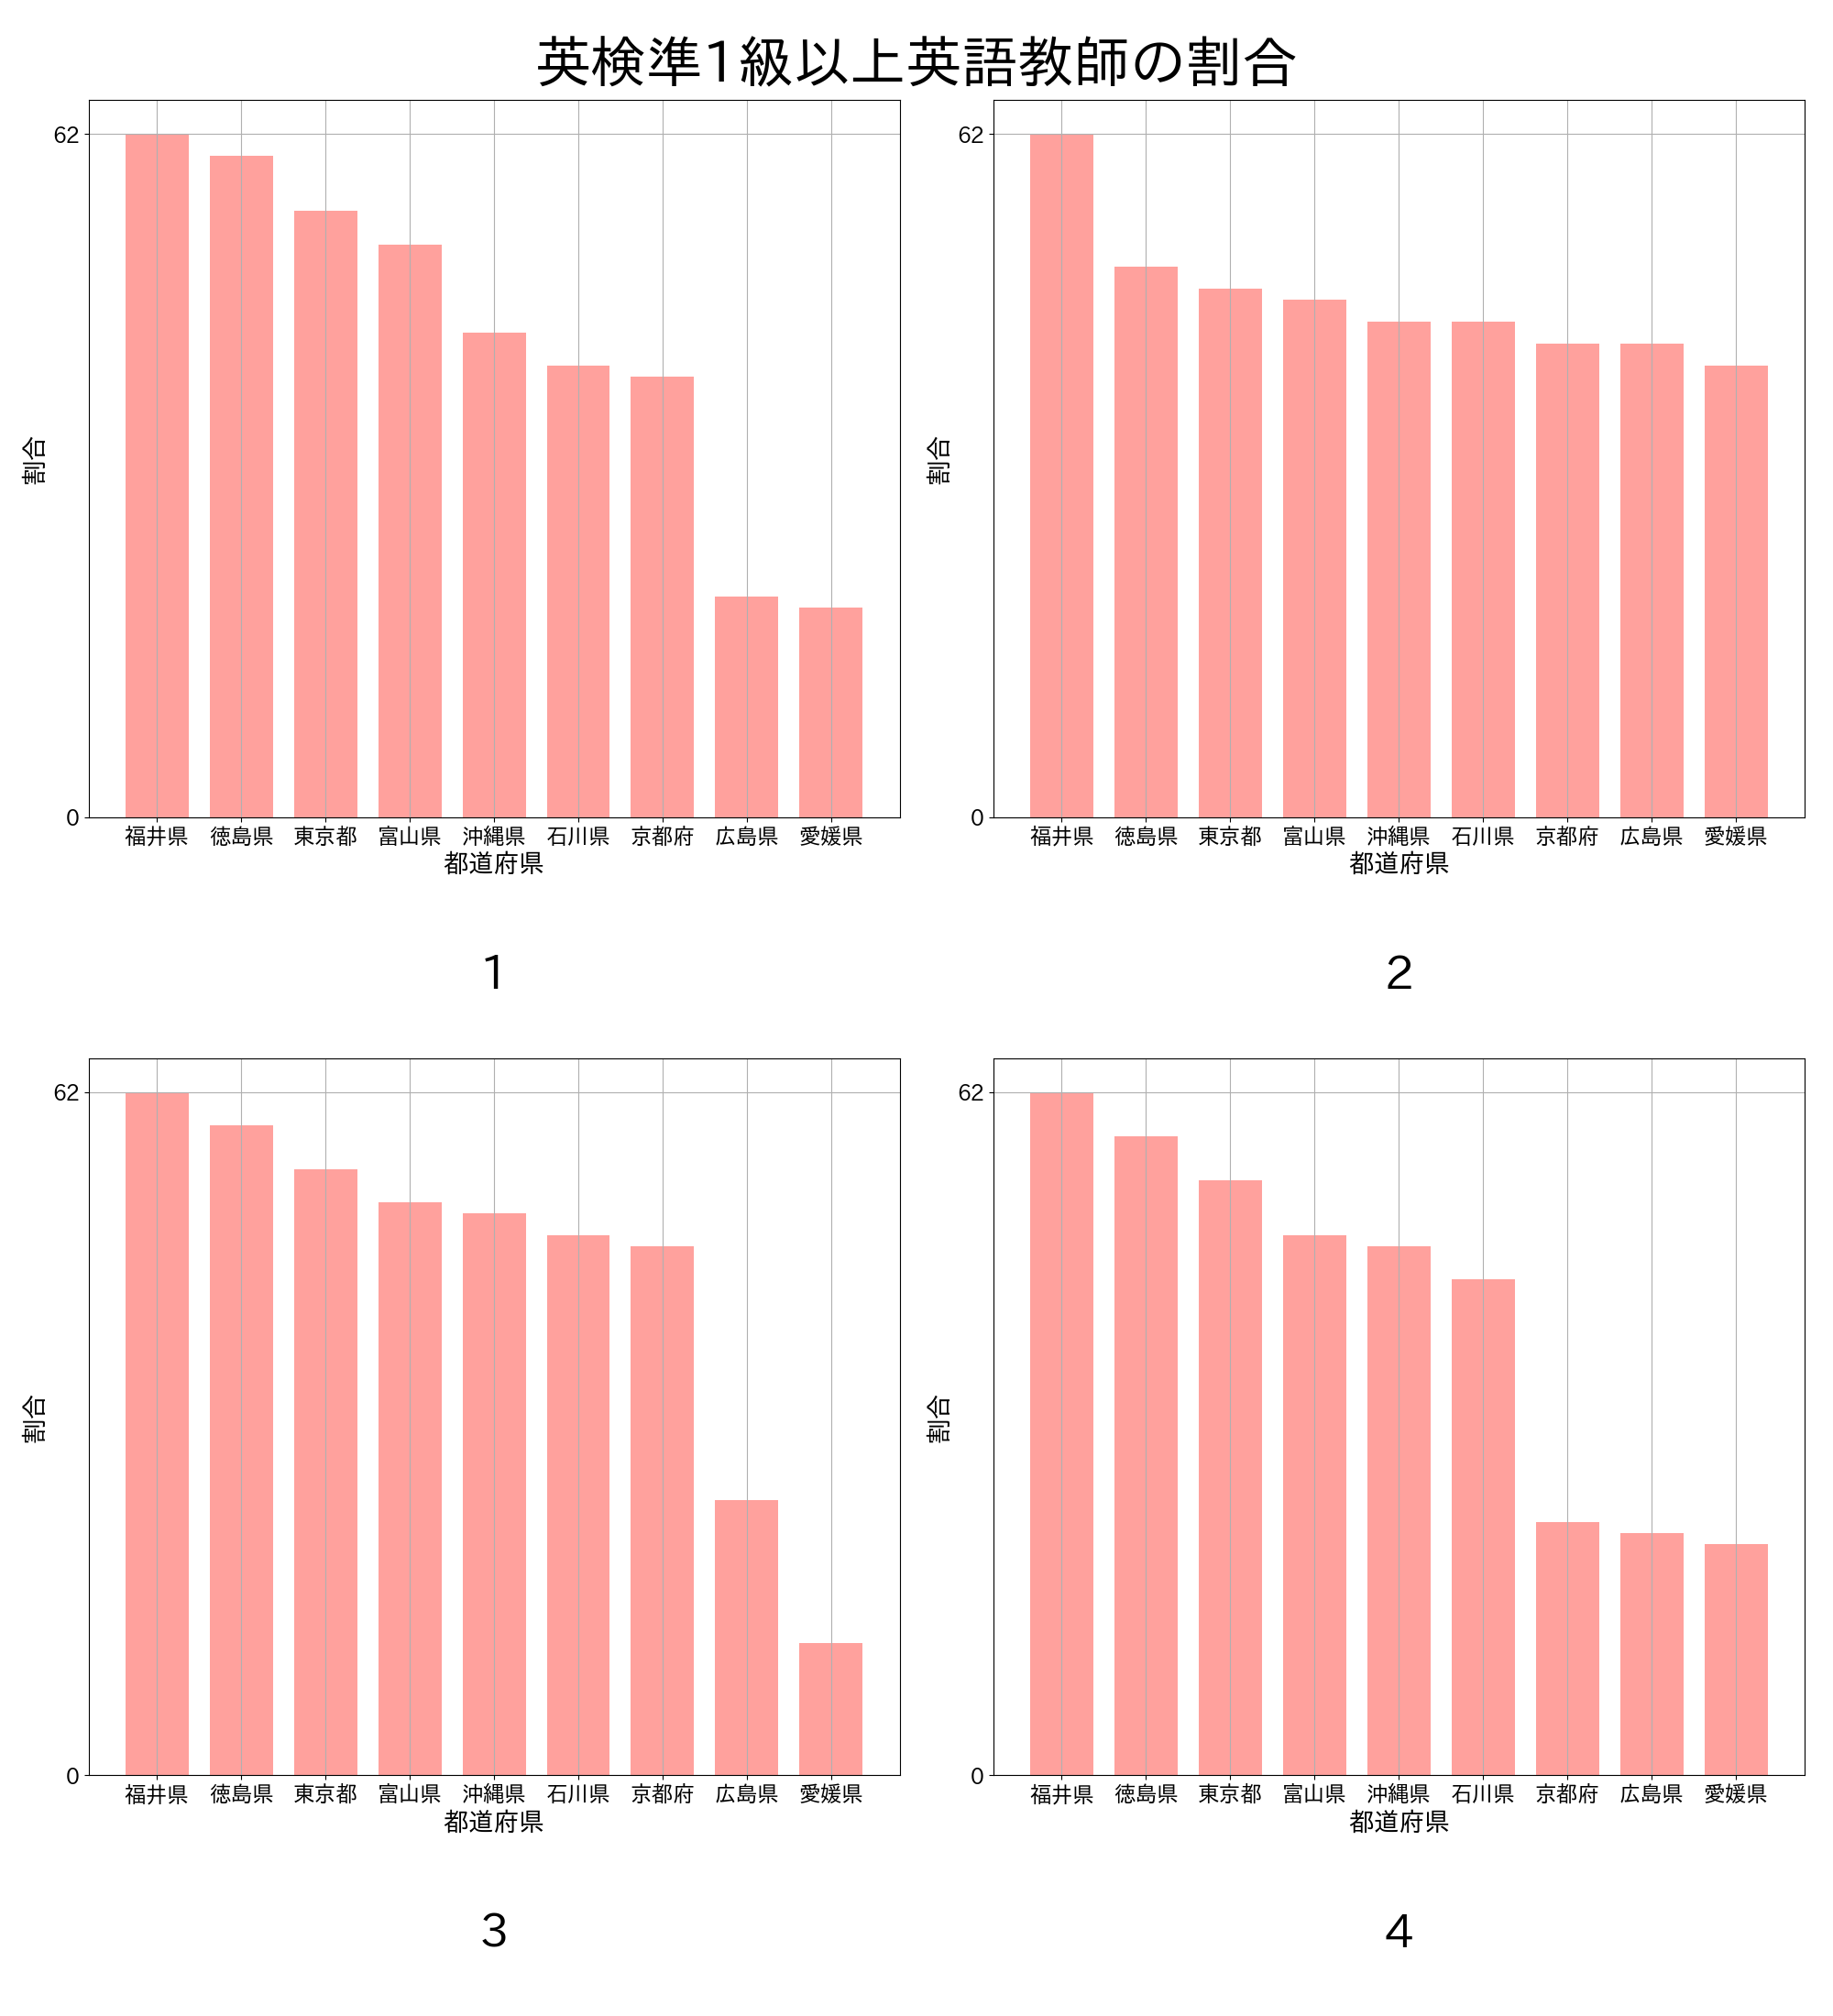 英検準1級以上英語教師の割合
62
0
割合
福井県 徳島県 東京都 富山県 沖縄県 石川県 京都府 広島県 愛媛県
都道府県
1
62
0
割合
福井県 徳島県 東京都 富山県 沖縄県 石川県 京都府 広島県 愛媛県
都道府県
2
62
0
割合
福井県 徳島県 東京都 富山県 沖縄県 石川県 京都府 広島県 愛媛県
都道府県
3
62
0
割合
福井県 徳島県 東京都 富山県 沖縄県 石川県 京都府 広島県 愛媛県
都道府県
4